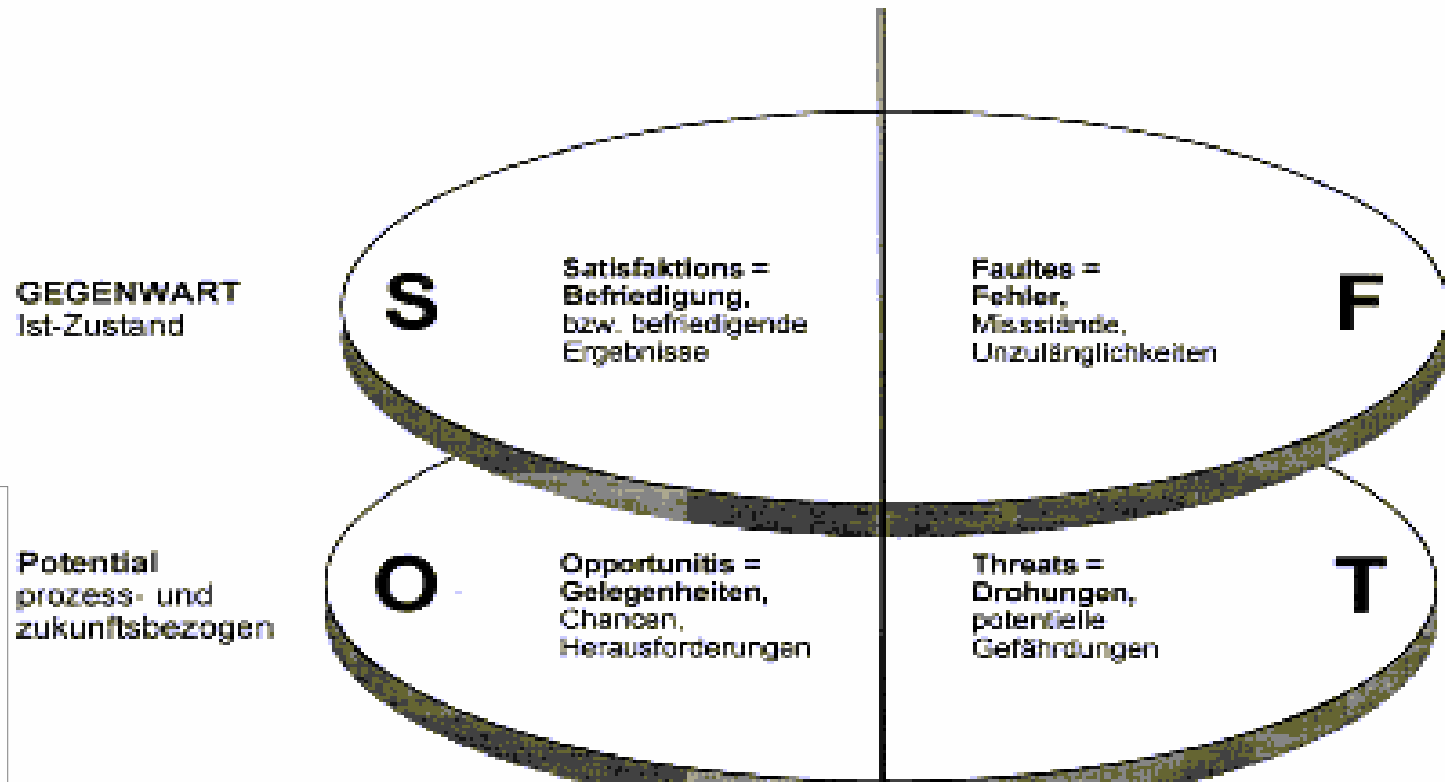 GEGENWART
Ist-Zustand
S
Satisfaktions =
Befriedigung,
bzw. befriedigende
Ergebnisse
Faultes =
Fehler,
Missstände,
Unzulänglichkeiten
F
Potential
prozess- und
zukunftsbezogen
O
Opportunitis =
Gelegenheiten,
Chancen,
Herausforderungen
Threats =
Drohungen,
potentielle
Gefährdungen
T